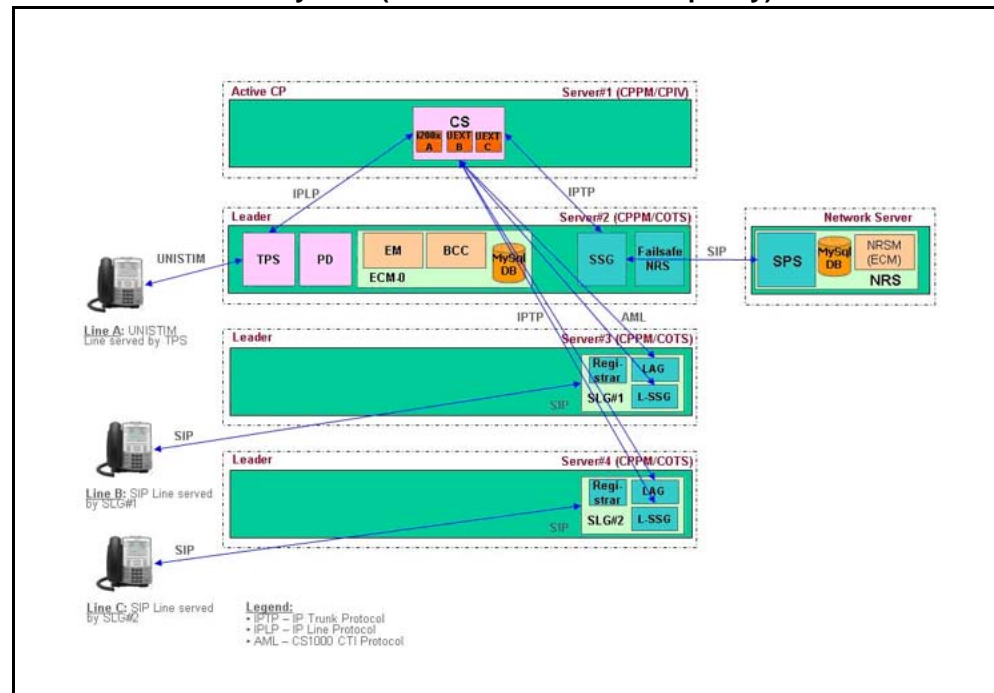 Active CP
Server#1 (CPPM/CPIV)
CS
i200x
A
UEXT
B
UEXT
C
IPLP
IPTP
Leader
Server#2 (CPPM/COTS)
Network Server
UNISTIM
TPS
PD
EM
BCC
MySql
DB
ECM-0
SSG
Failsafe
NRS
SIP
SPS
MySql
DB
NRSM
(ECM)
NRS
Line A: UNISTIM
Line served by TPS
IPTP
AML
Leader
Server#3 (CPPM/COTS)
Regi-
strar
LAG
SLG#1
L-SSG
SIP
SIP
Line B: SIP Line served
by SLG#1
Leader
Server#4 (CPPM/COTS)
Regi-
strar
LAG
SLG#2
L-SSG
SIP
SIP
Line C: SIP Line served
by SLG#2
Legend:
• IPTP – IP Trunk Protocol
• IPLP – IP Line Protocol
• AML – CS1000 CTI Protocol